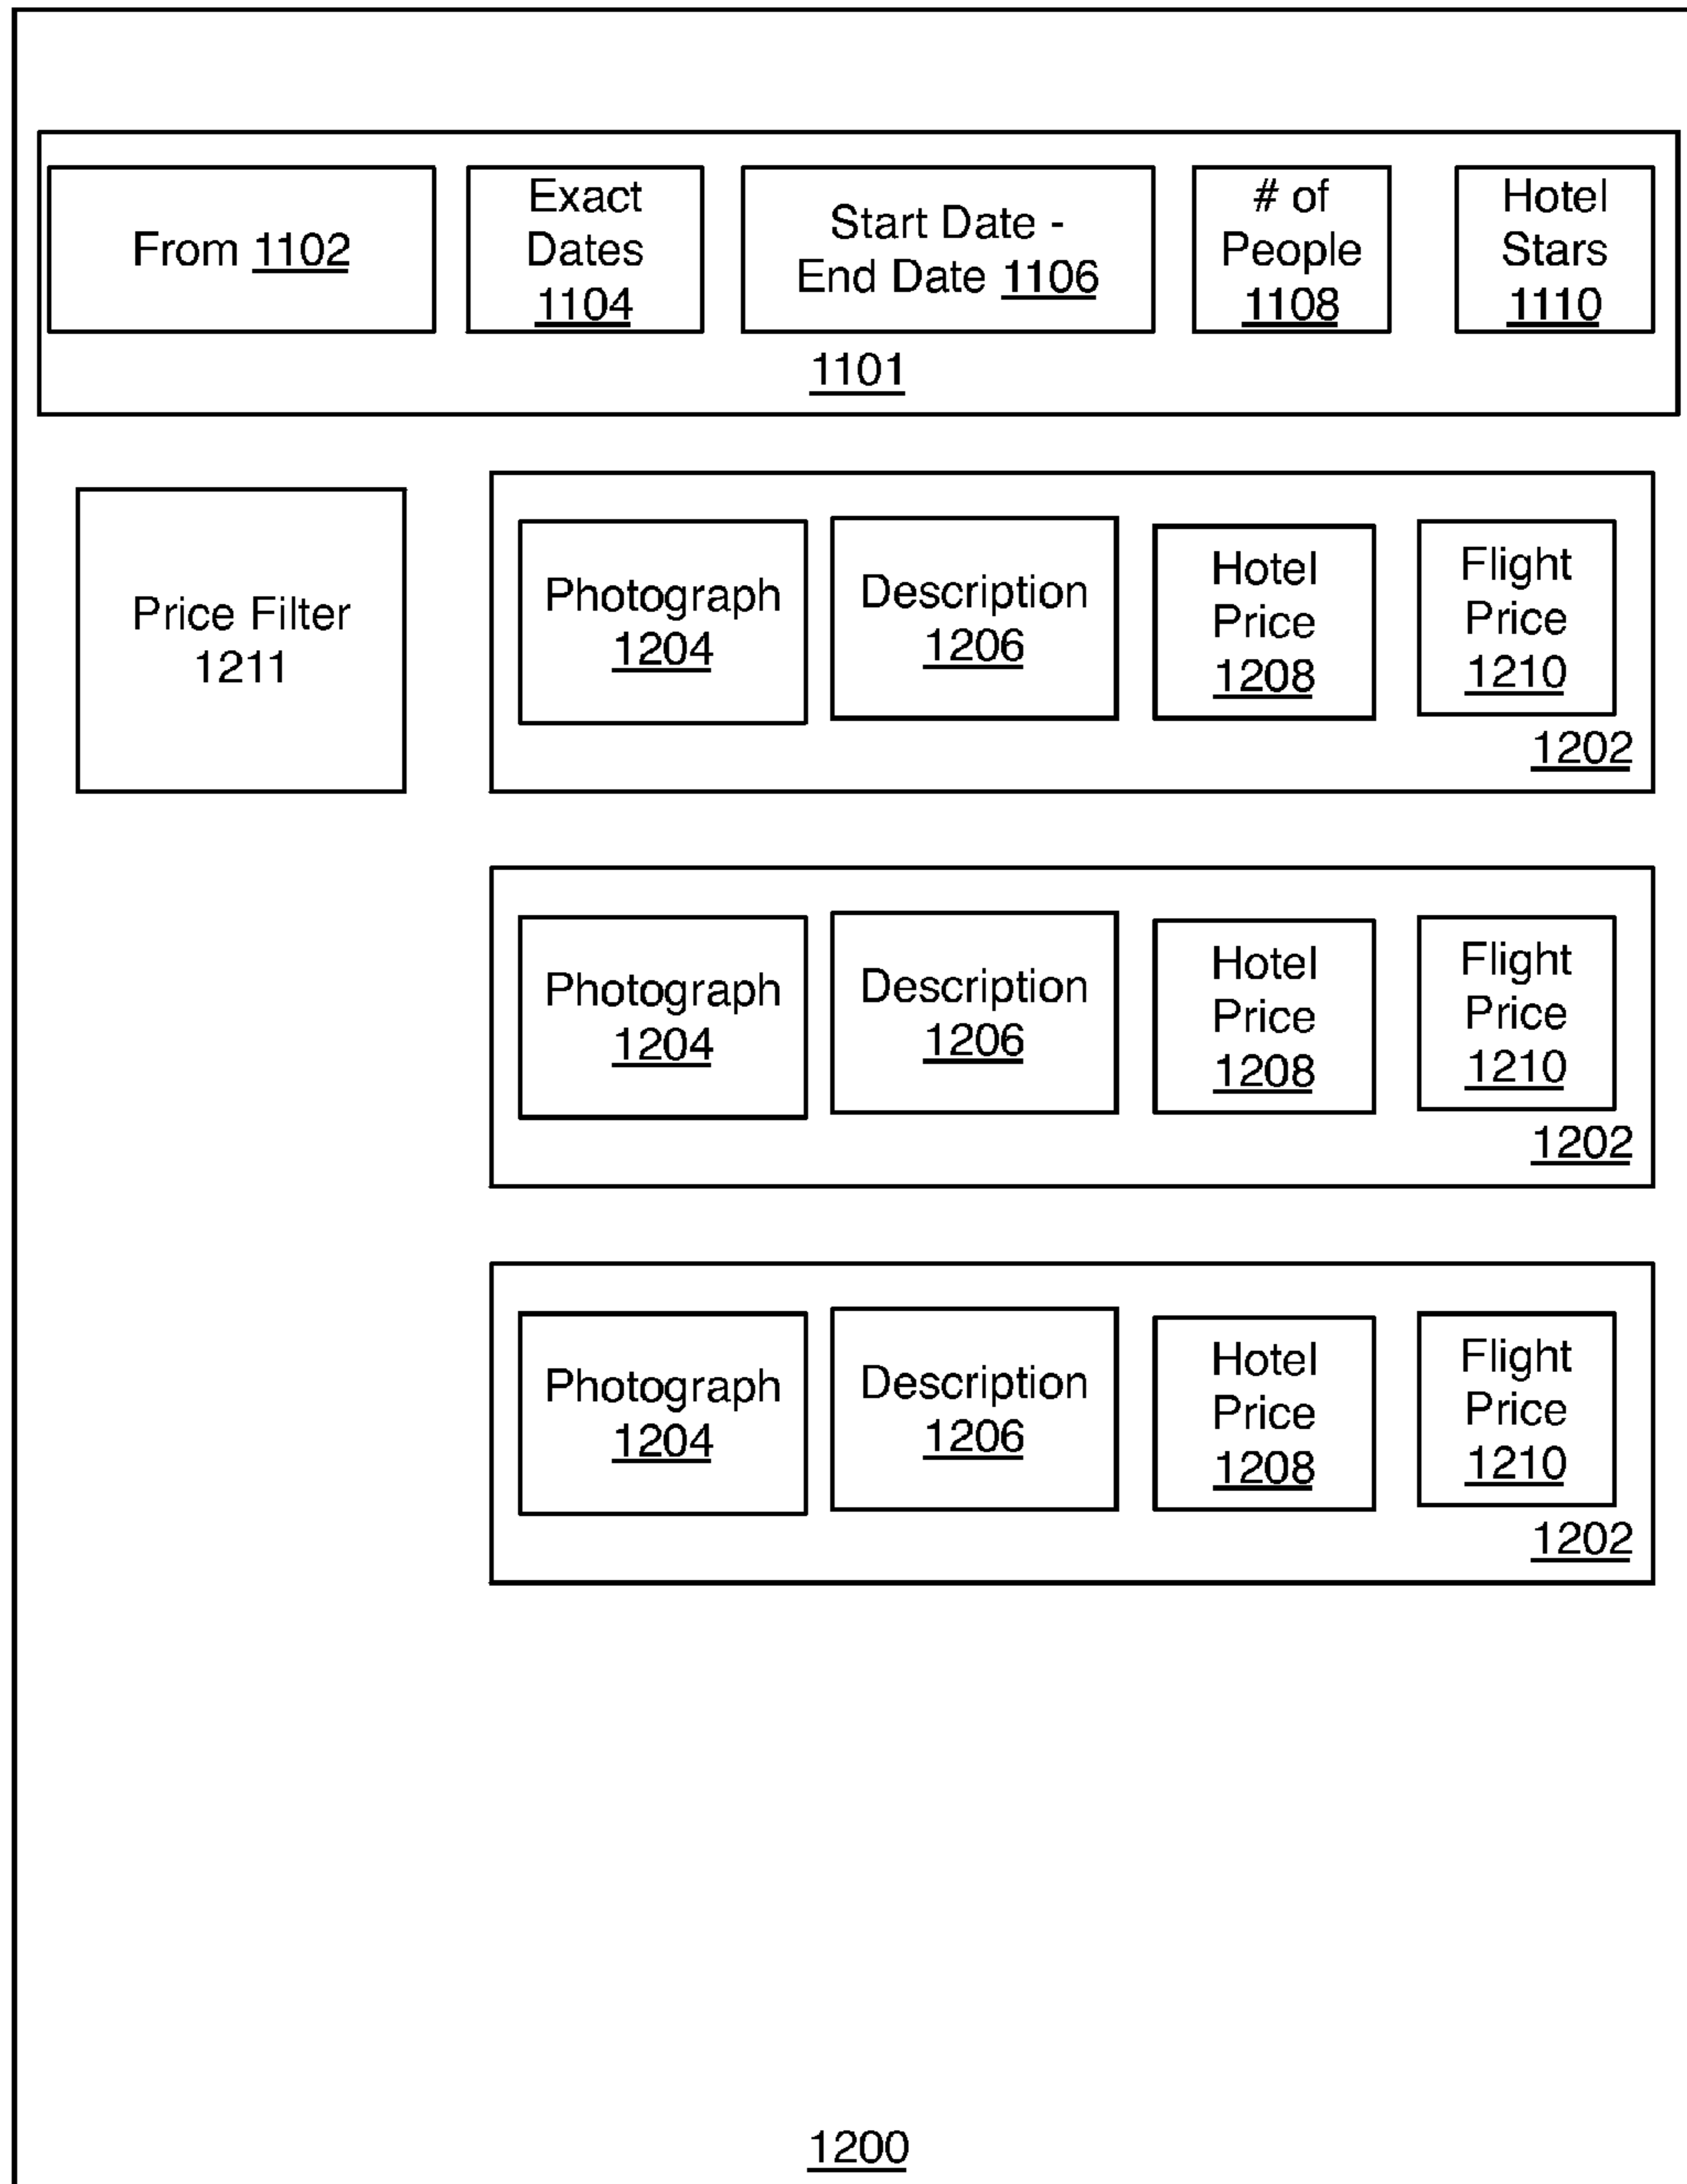 From 1102
Exact
Dates
1104
Start Date -
End Date 1106
# of
People
1108
Hotel
Stars
1110
1101
Price Filter
1211
Photograph
1204
Description
1206
Hotel
Price
1208
Flight
Price
1210
1202
Photograph
1204
Description
1206
Hotel
Price
1208
Flight
Price
1210
1202
Photograph
1204
Description
1206
Hotel
Price
1208
Flight
Price
1210
1202
1200